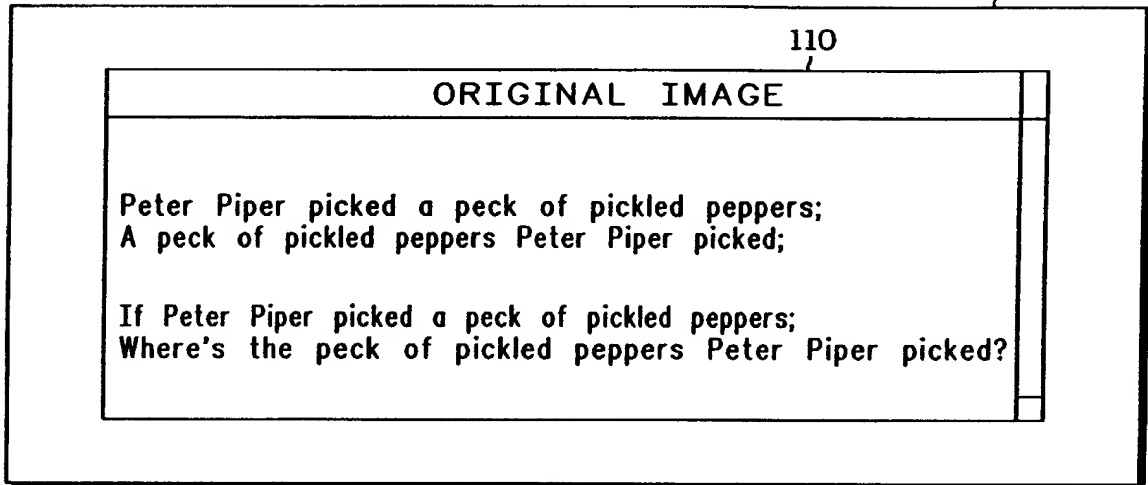 110
ORIGINAL IMAGE
Peter Piper picked a peck of pickled peppers;
A peck of pickled peppers Peter Piper picked;
If Peter Piper picked a peck of pickled peppers;
Where's the peck of pickled peppers Peter Piper picked?